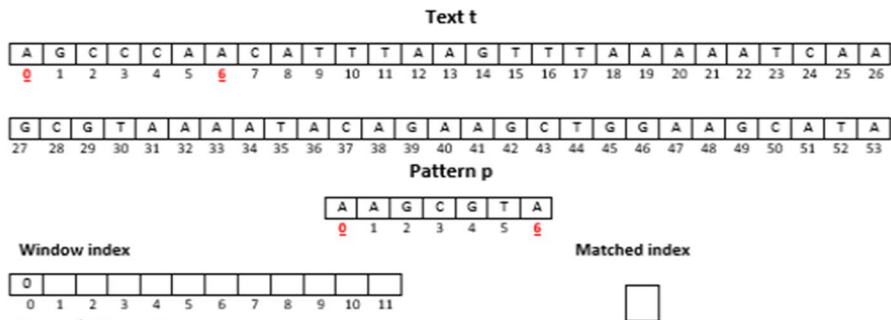 Text t
A G C C C A A C A T T T A A G T T T A A A A A T C A A
0 1 2 3 4 5 6 7 8 9 10 11 12 13 14 15 16 17 18 19 20 21 22 23 24 25 26
G C G T A A A A T A C A G A A G C T G G A A G C A T A
27 28 29 30 31 32 33 34 35 36 37 38 39 40 41 42 43 44 45 46 47 48 49 50 51 52 53
Pattern p
A A G C G T A
0 1 2 3 4 5 6
Window index Matched index
0
0 1 2 3 4 5 6 7 8 9 10 11